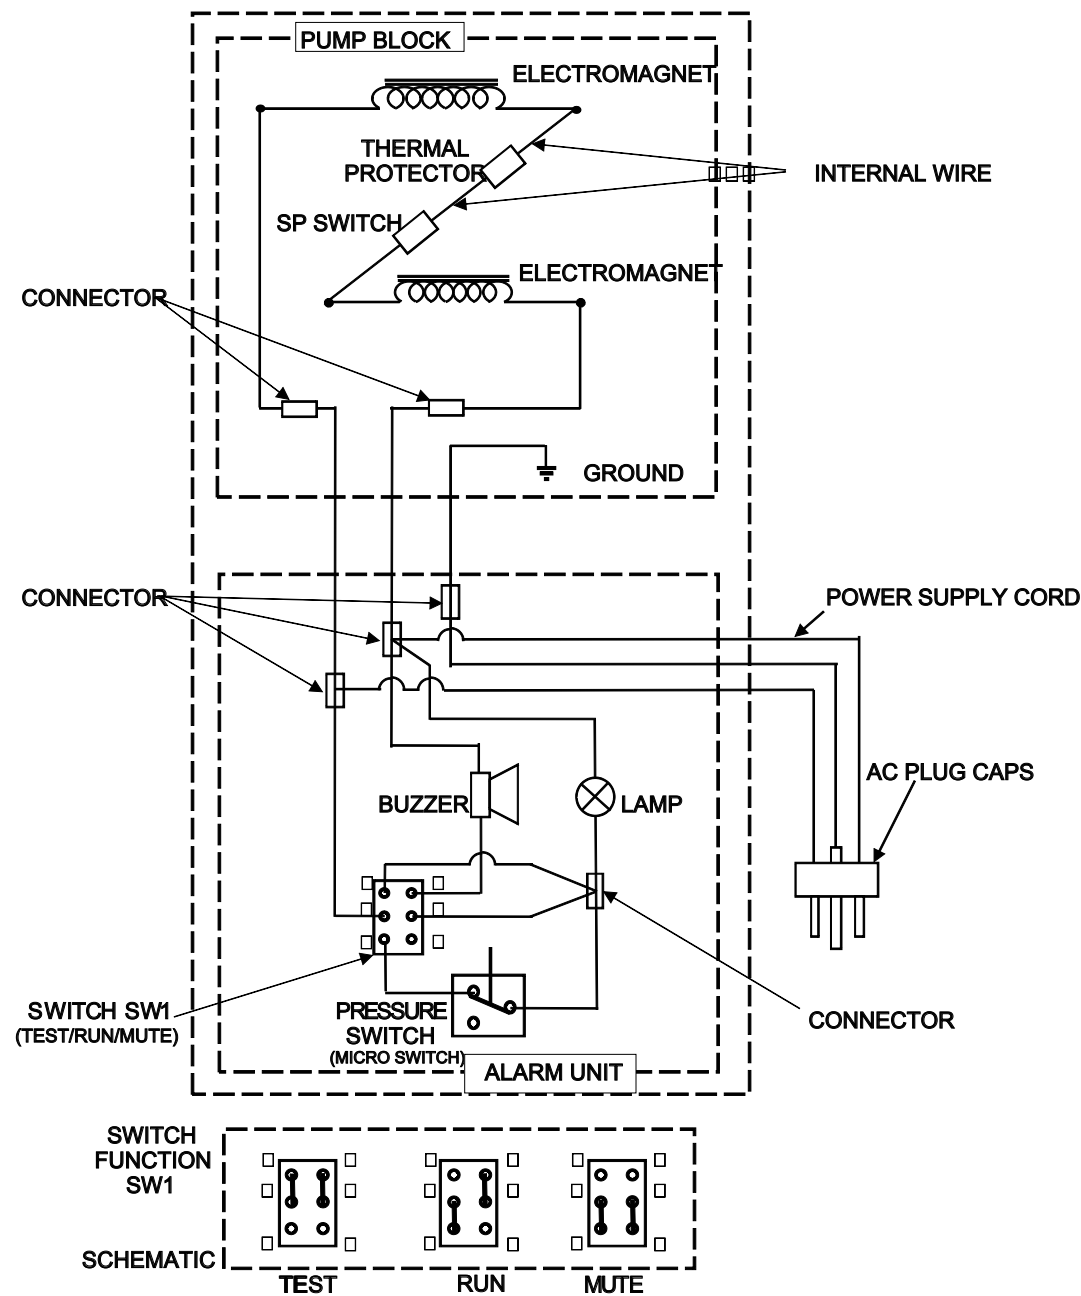 PUMP BLOCK
ELECTROMAGNET
THERMAL
PROTECTOR
INTERNAL WIRE
SP SWITCH
ELECTROMAGNET
CONNECTOR
GROUND
CONNECTOR
POWER SUPPLY CORD
AC PLUG CAPS
BUZZER
LAMP
SWITCH SW1
(TEST/RUN/MUTE)
PRESSURE
SWITCH
(MICRO SWITCH)
CONNECTOR
ALARM UNIT
SWITCH
FUNCTION
SW1
SCHEMATIC
TEST
RUN
MUTE